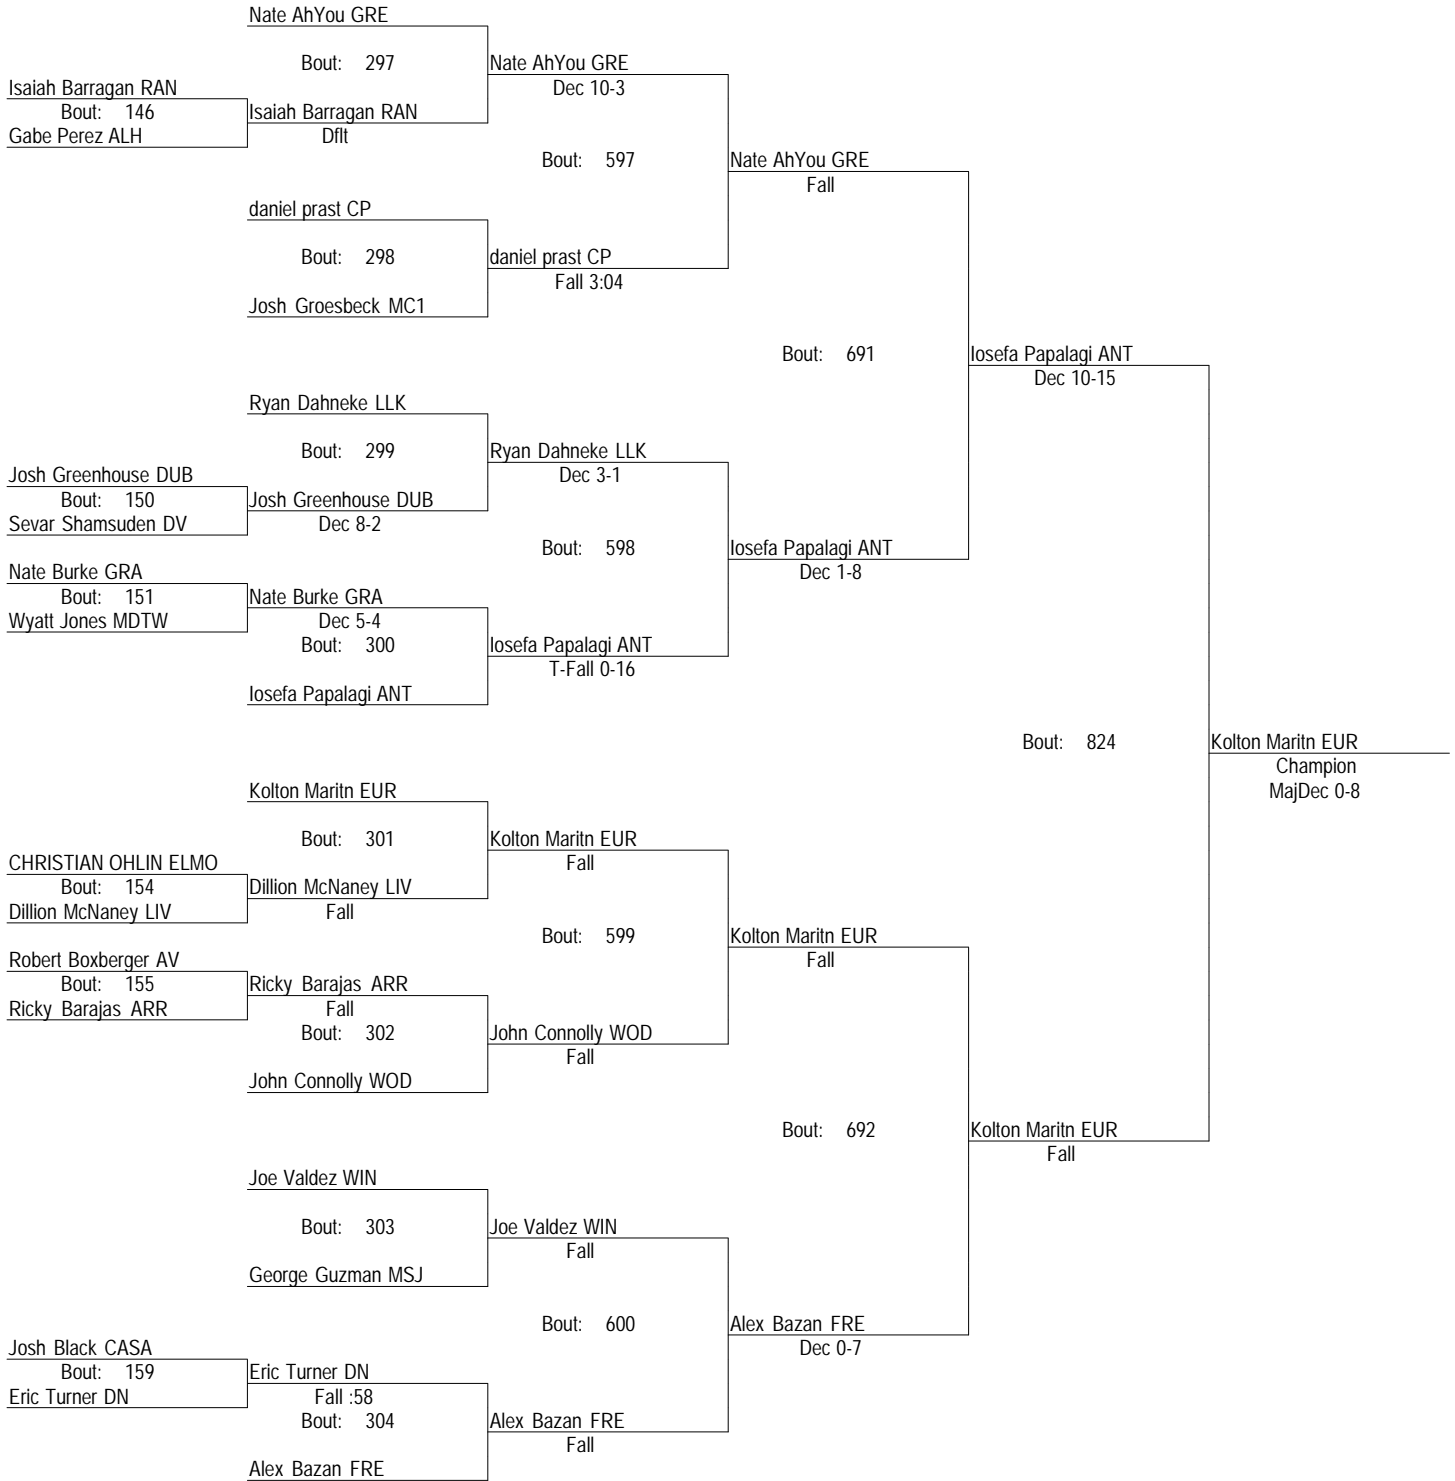 Nate AhYou GRE
Bout: 297
Nate AhYou GRE
Isaiah Barragan RAN
Dec 10-3
Bout: 146
Isaiah Barragan RAN
Gabe Perez ALH
Dflt
Bout: 597
Nate AhYou GRE
Fall
daniel prast CP
Bout: 298
daniel prast CP
Fall 3:04
Josh Groesbeck MC1
Bout: 691
Iosefa Papalagi ANT
Dec 10-15
Ryan Dahneke LLK
Bout: 299
Ryan Dahneke LLK
Josh Greenhouse DUB
Dec 3-1
Bout: 150
Josh Greenhouse DUB
Sevar Shamsuden DV
Dec 8-2
Bout: 598
Iosefa Papalagi ANT
Nate Burke GRA
Dec 1-8
Bout: 151
Nate Burke GRA
Wyatt Jones MDTW
Dec 5-4
Bout: 300
Iosefa Papalagi ANT
T-Fall 0-16
Iosefa Papalagi ANT
Bout: 824
Kolton Maritn EUR
Champion
MajDec 0-8
Kolton Maritn EUR
Bout: 301
Kolton Maritn EUR
CHRISTIAN OHLIN ELMO
Fall
Bout: 154
Dillion McNaney LIV
Dillion McNaney LIV
Fall
Bout: 599
Kolton Maritn EUR
Robert Boxberger AV
Fall
Bout: 155
Ricky Barajas ARR
Ricky Barajas ARR
Fall
Bout: 302
John Connolly WOD
Fall
John Connolly WOD
Bout: 692
Kolton Maritn EUR
Fall
Joe Valdez WIN
Bout: 303
Joe Valdez WIN
Fall
George Guzman MSJ
Bout: 600
Alex Bazan FRE
Josh Black CASA
Dec 0-7
Bout: 159
Eric Turner DN
Eric Turner DN
Fall :58
Bout: 304
Alex Bazan FRE
Fall
Alex Bazan FRE